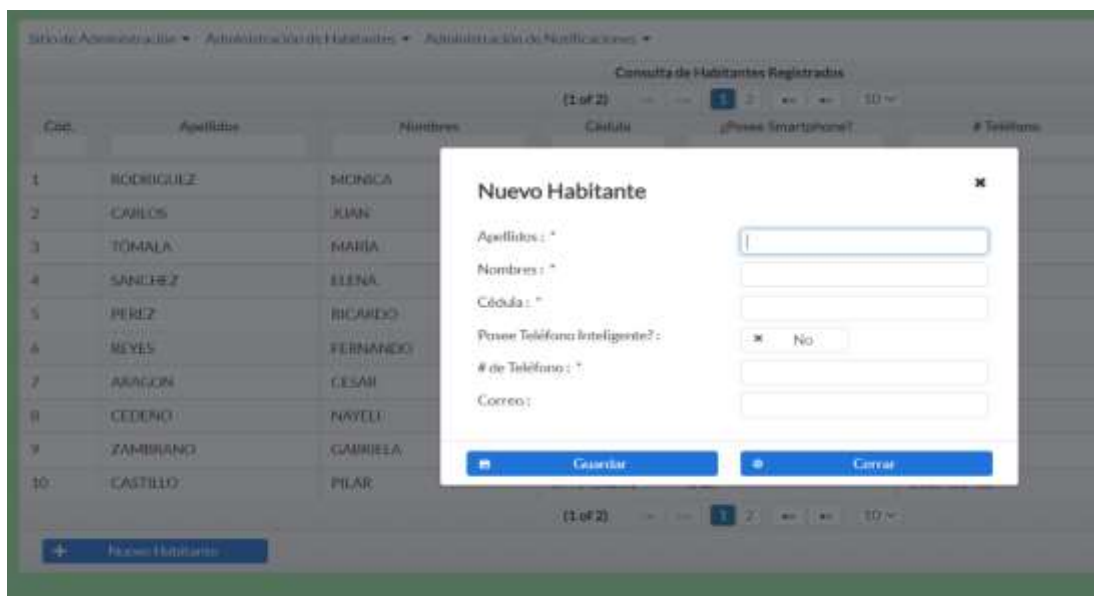 Sitio de Administración Administración de Habitantes Administración de Notificaciones
Consulta de Habitantes Registrados
(1 of 2) 1 2 10
Cód. Apellidos Nombres Cédula ¿Posee Smartphone? # Teléfono
1 RODRIGUEZ MONICA
2 CARLOS JUAN
3 TOMALA MARÍA
4 SANCHEZ ELENA
5 PEREZ RICARDO
6 REYES FERNANDO
7 ARAGON CESAR
8 CEDEÑO NAYELI
9 ZAMBRANO GABRIELA
10 CASTILLO PILAR
Nuevo Habitante
Apellidos : *
Nombres : *
Cédula : *
Posee Teléfono Inteligente? :
No
# de Teléfono : *
Correo :
Guardar Cerrar
(1 of 2) 1 2 10
Nuevo Habitante